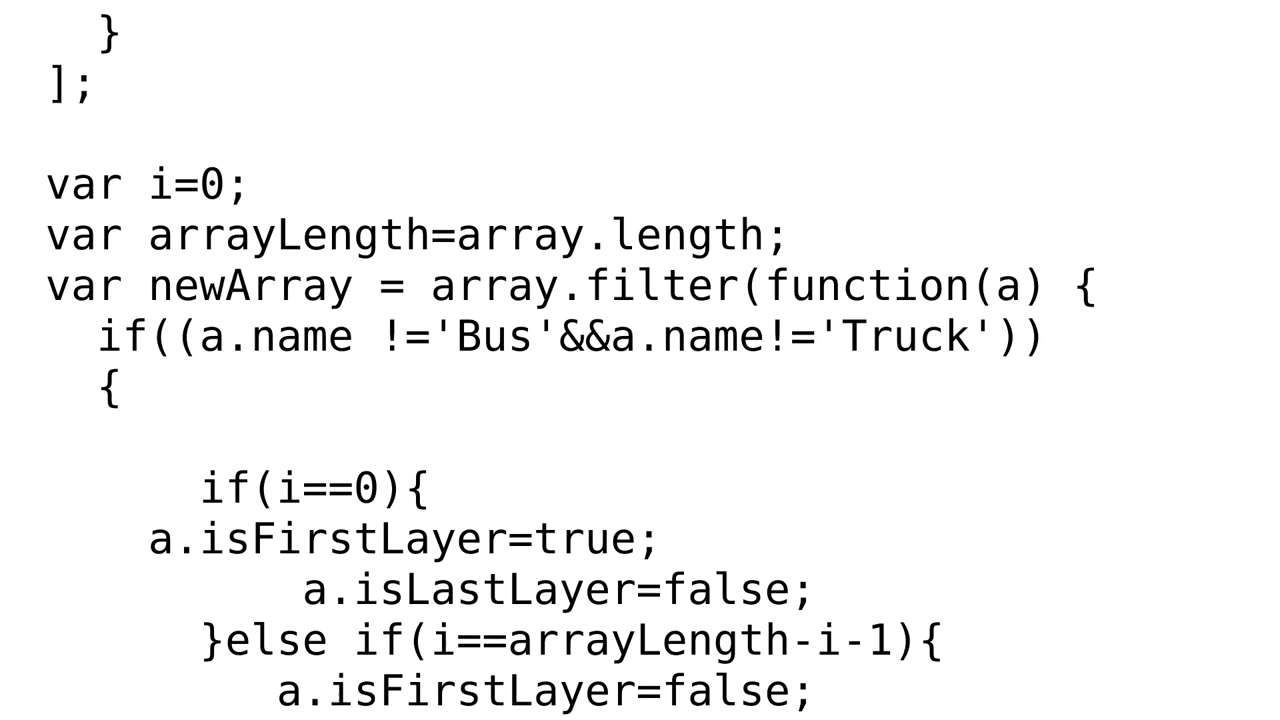 }
];
var i=0;
var arrayLength=array.length;
var newArray = array.filter(function(a) {
if((a.name !='Bus'&&a.name!='Truck'))
{
if(i==0){
a.isFirstLayer=true;
a.isLastLayer=false;
}else if(i==arrayLength-i-1){
a.isFirstLayer=false;